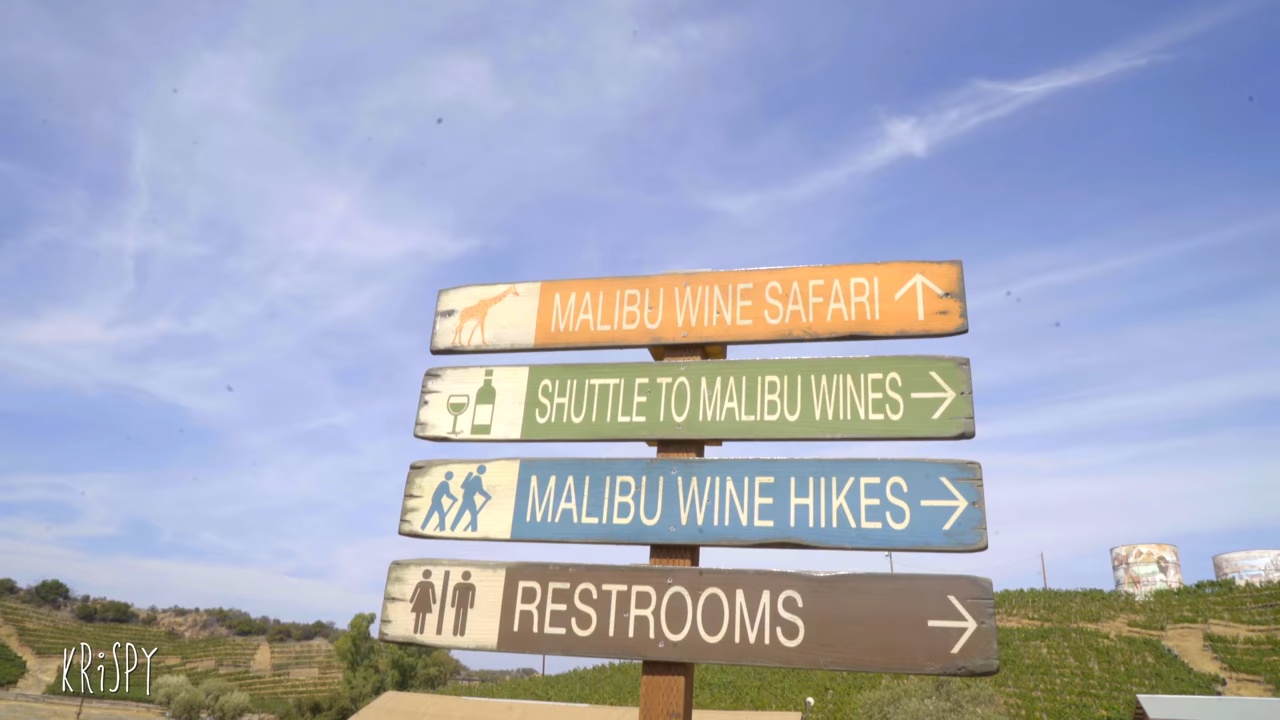 MALIBU WINE SAFARI ↑
SHUTTLE TO MALIBU WINES →
MALIBU WINE HIKES →
RESTROOMS →
KRiSPY